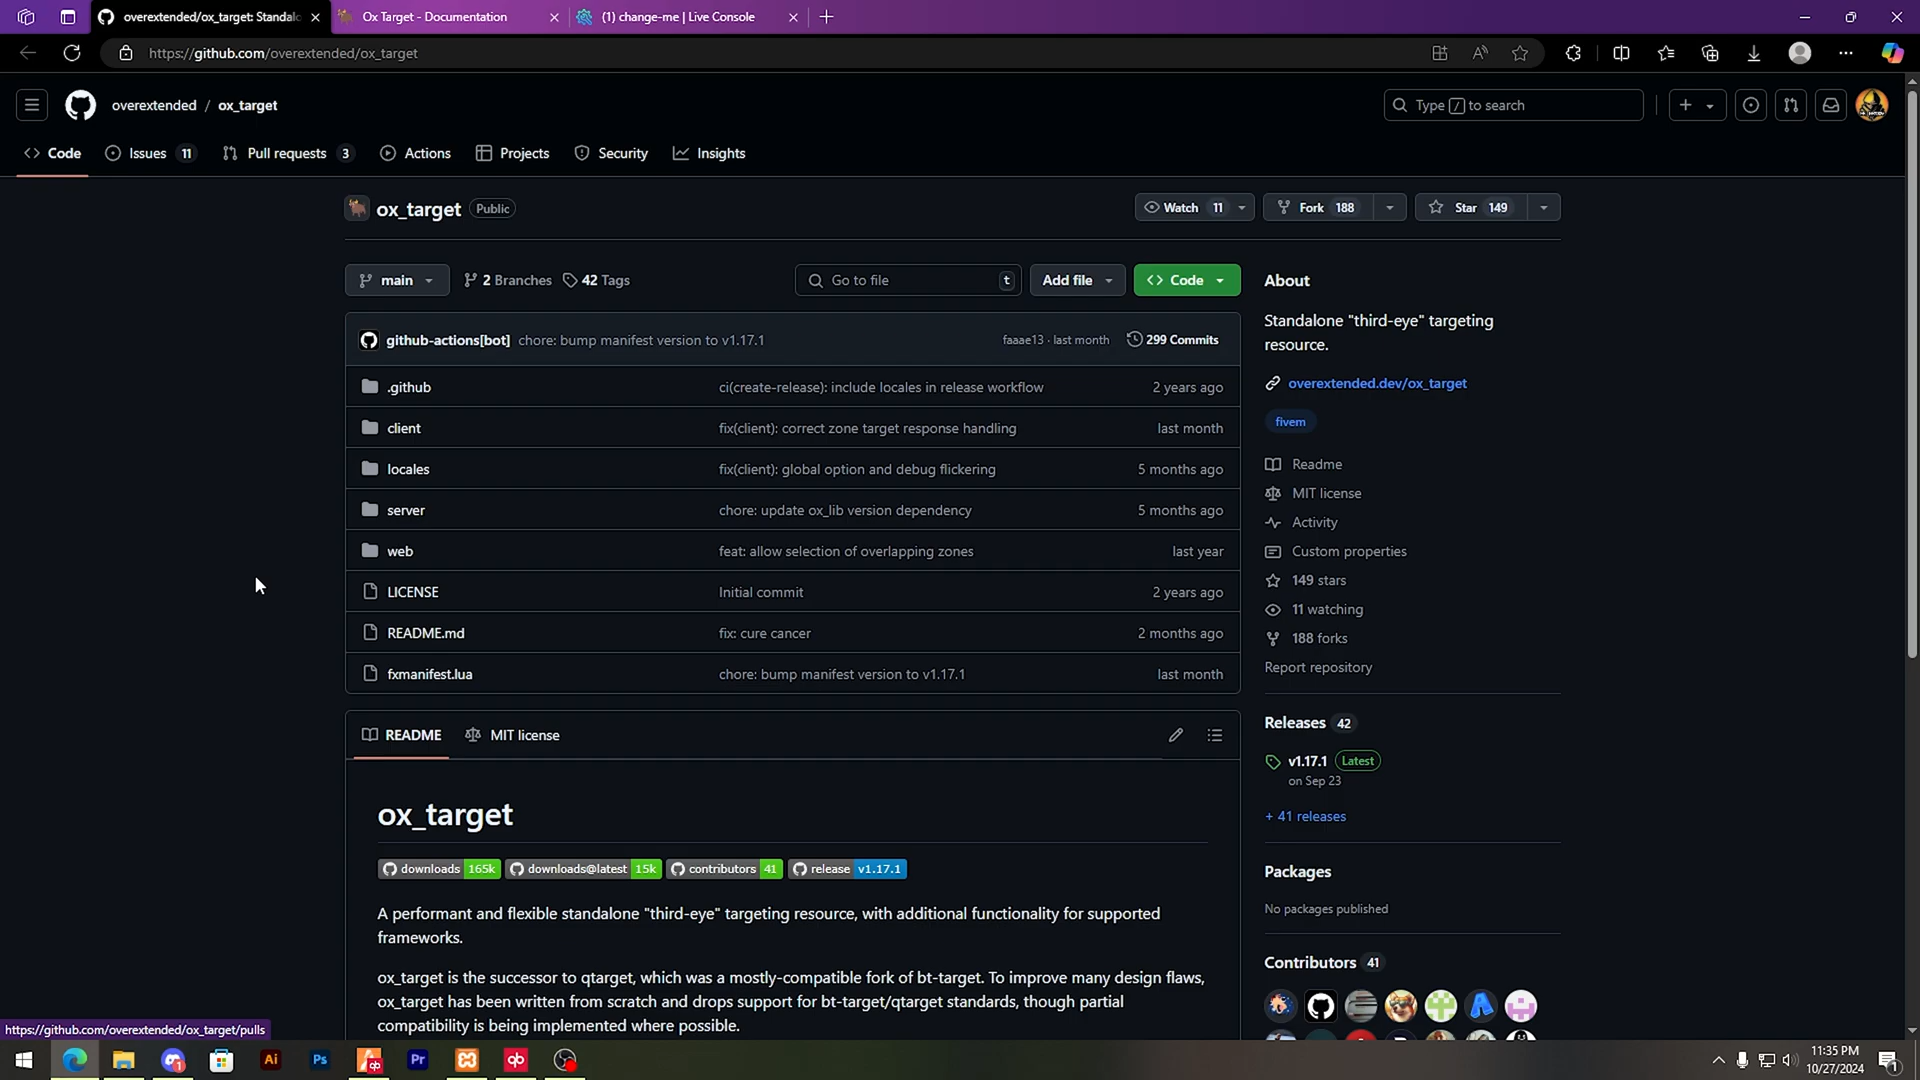 overextended/ox_target: Standalo
Ox Target - Documentation
(1) change-me | Live Console
https://github.com/overextended/ox_target
overextended / ox_target
Type / to search
Code
Issues 11
Pull requests 3
Actions
Projects
Security
Insights
ox_target Public
Watch 11
Fork 188
Star 149
main
2 Branches
42 Tags
Go to file t
Add file
Code
About
Standalone "third-eye" targeting
resource.
overextended.dev/ox_target
fivem
Readme
MIT license
Activity
Custom properties
149 stars
11 watching
188 forks
Report repository
github-actions[bot] chore: bump manifest version to v1.17.1 faaae13 · last month 299 Commits
.github ci(create-release): include locales in release workflow 2 years ago
client fix(client): correct zone target response handling last month
locales fix(client): global option and debug flickering 5 months ago
server chore: update ox_lib version dependency 5 months ago
web feat: allow selection of overlapping zones last year
LICENSE Initial commit 2 years ago
README.md fix: cure cancer 2 months ago
fxmanifest.lua chore: bump manifest version to v1.17.1 last month
Releases 42
v1.17.1 Latest
on Sep 23
+ 41 releases
Packages
No packages published
Contributors 41
README
MIT license
ox_target
downloads 165k
downloads@latest 15k
contributors 41
release v1.17.1
A performant and flexible standalone "third-eye" targeting resource, with additional functionality for supported
frameworks.
ox_target is the successor to qtarget, which was a mostly-compatible fork of bt-target. To improve many design flaws,
ox_target has been written from scratch and drops support for bt-target/qtarget standards, though partial
compatibility is being implemented where possible.
https://github.com/overextended/ox_target/pulls
Ai
Ps
qb
Pr
qb
11:35 PM
10/27/2024
1